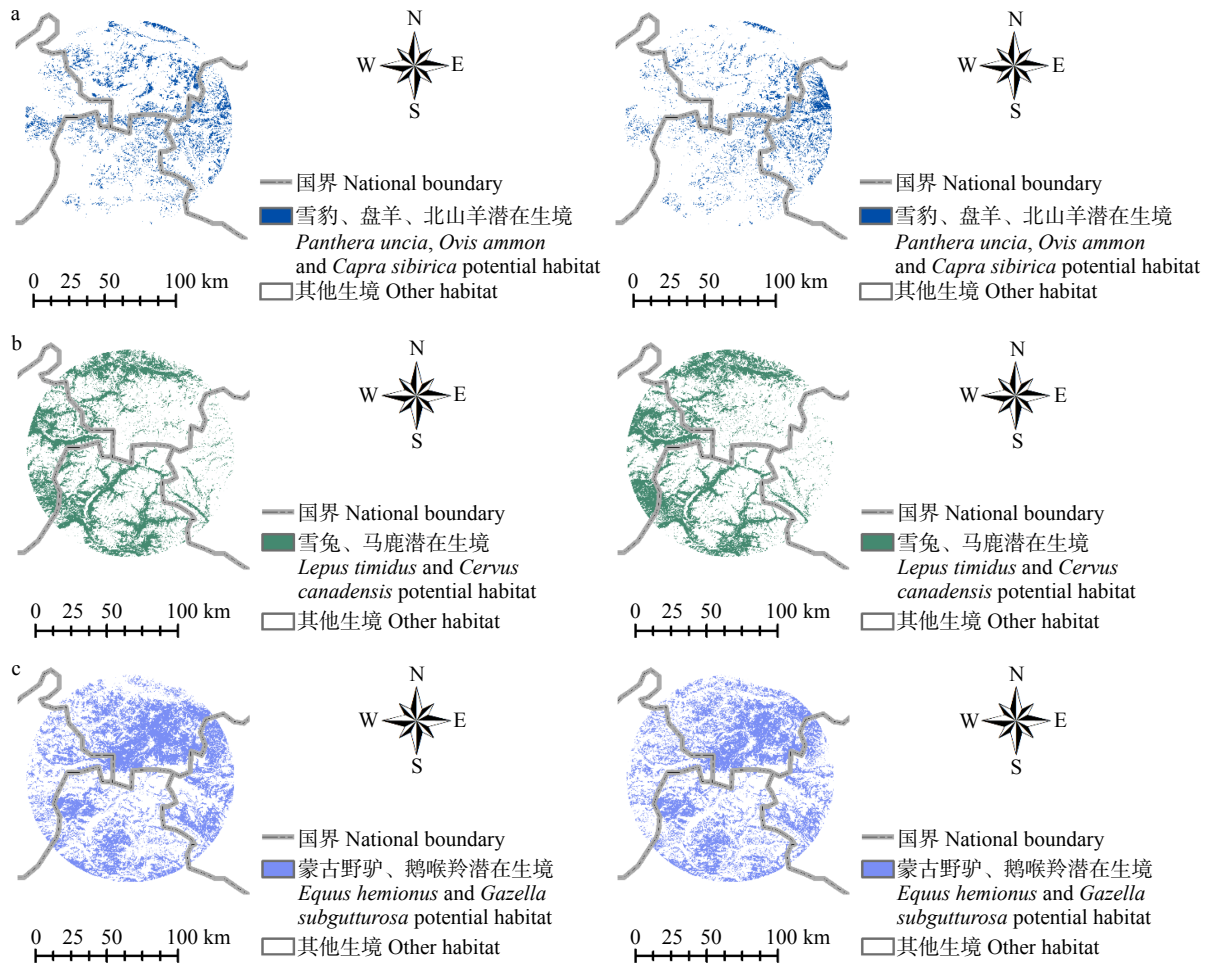 a
N
W E
S
国界 National boundary
雪豹、盘羊、北山羊潜在生境
Panthera uncia, Ovis ammon
and Capra sibirica potential habitat
其他生境 Other habitat
0 25 50 100 km
N
W E
S
国界 National boundary
雪豹、盘羊、北山羊潜在生境
Panthera uncia, Ovis ammon
and Capra sibirica potential habitat
其他生境 Other habitat
0 25 50 100 km
b
N
W E
S
国界 National boundary
雪兔、马鹿潜在生境
Lepus timidus and Cervus
canadensis potential habitat
其他生境 Other habitat
0 25 50 100 km
N
W E
S
国界 National boundary
雪兔、马鹿潜在生境
Lepus timidus and Cervus
canadensis potential habitat
其他生境 Other habitat
0 25 50 100 km
c
N
W E
S
国界 National boundary
蒙古野驴、鹅喉羚潜在生境
Equus hemionus and Gazella
subgutturosa potential habitat
其他生境 Other habitat
0 25 50 100 km
N
W E
S
国界 National boundary
蒙古野驴、鹅喉羚潜在生境
Equus hemionus and Gazella
subgutturosa potential habitat
其他生境 Other habitat
0 25 50 100 km